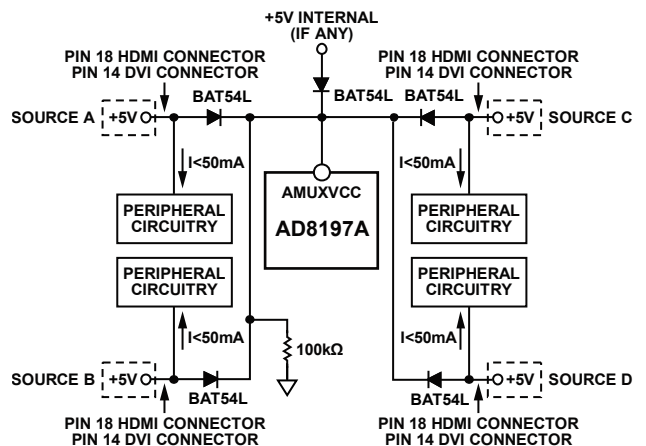 +5V INTERNAL
(IF ANY)
PIN 18 HDMI CONNECTOR
PIN 14 DVI CONNECTOR
PIN 18 HDMI CONNECTOR
PIN 14 DVI CONNECTOR
BAT54L
BAT54L
BAT54L
SOURCE A
+5V
+5V
SOURCE C
I<50mA
I<50mA
AMUXVCC
AD8197A
PERIPHERAL
CIRCUITRY
PERIPHERAL
CIRCUITRY
PERIPHERAL
CIRCUITRY
PERIPHERAL
CIRCUITRY
I<50mA
I<50mA
100kΩ
SOURCE B
+5V
+5V
SOURCE D
BAT54L
BAT54L
PIN 18 HDMI CONNECTOR
PIN 14 DVI CONNECTOR
PIN 18 HDMI CONNECTOR
PIN 14 DVI CONNECTOR